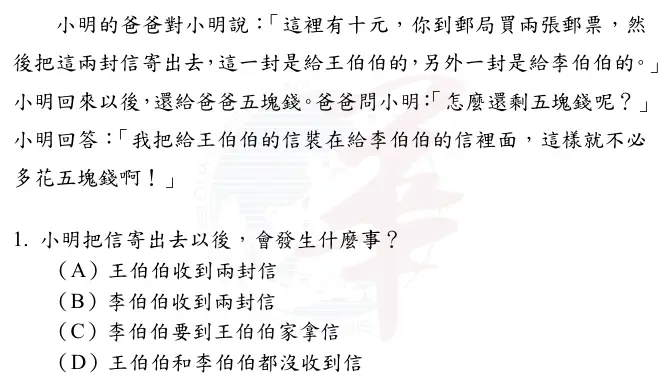 小明的爸爸對小明說：「這裡有十元，你到郵局買兩張郵票，然
後把這兩封信寄出去，這一封是給王伯伯的，另外一封是給李伯伯的。」
小明回來以後，還給爸爸五塊錢。爸爸問小明：「怎麼還剩五塊錢呢？」
小明回答：「我把給王伯伯的信裝在給李伯伯的信裡面，這樣就不必
多花五塊錢啊！」
1. 小明把信寄出去以後，會發生什麼事？
（A）王伯伯收到兩封信
（B）李伯伯收到兩封信
（C）李伯伯要到王伯伯家拿信
（D）王伯伯和李伯伯都沒收到信